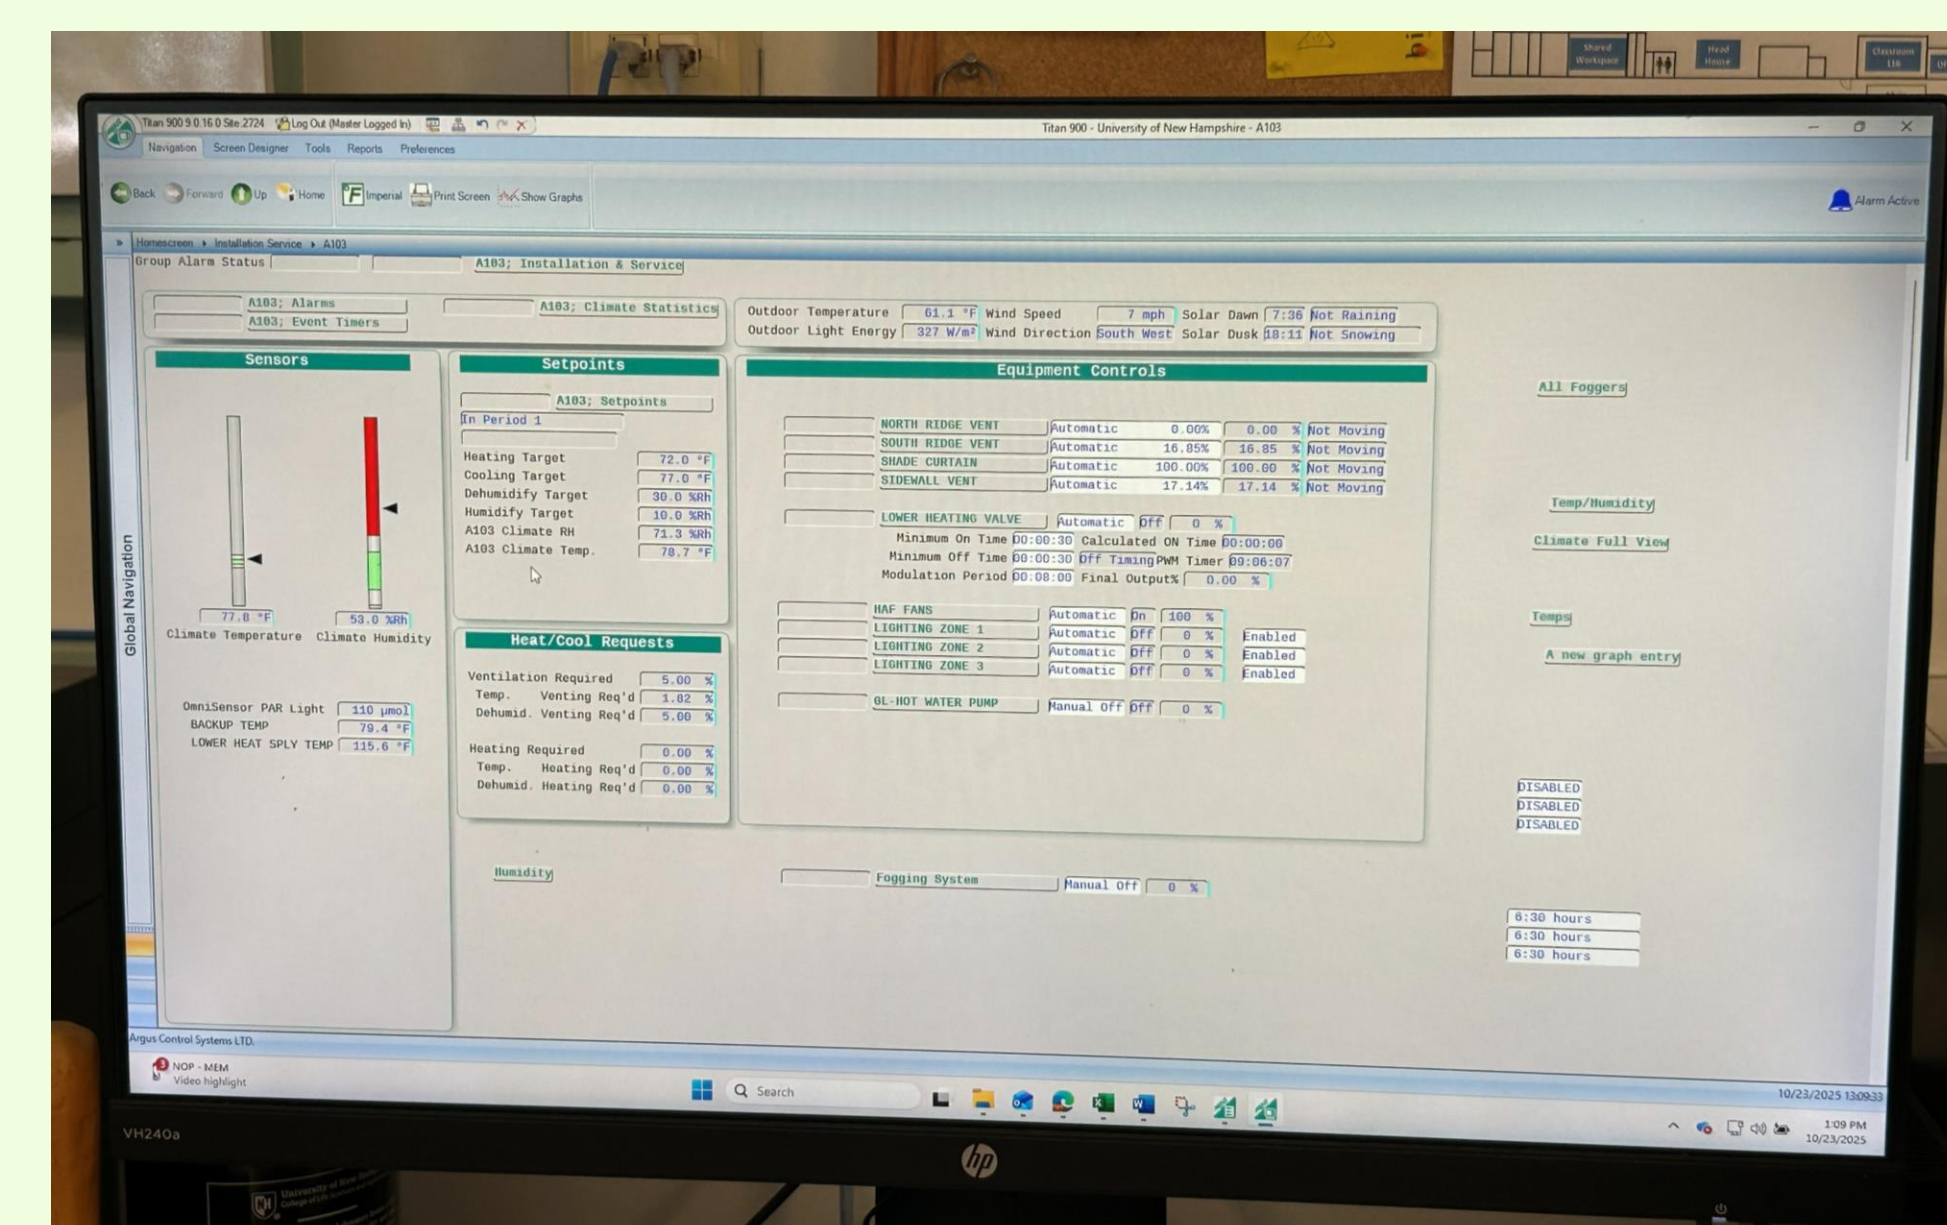 Shared
Workspace
Head
House
Classroom
Titan 900 9.0.16.0 Site:2724 Log Out (Master Logged In)
Titan 900 - University of New Hampshire - A103
Navigation Screen Designer Tools Reports Preferences
Back Forward Up Home °F Imperial Print Screen Show Graphs
Alarm Active
» Homescreen ▸ Installation Service ▸ A103
Group Alarm Status A103; Installation & Service
A103; Alarms
A103; Event Timers
A103; Climate Statistics
Outdoor Temperature 61.1 °F Wind Speed 7 mph Solar Dawn 7:36 Not Raining
Outdoor Light Energy 327 W/m² Wind Direction South West Solar Dusk 18:11 Not Snowing
Global Navigation
Sensors
77.8 °F
Climate Temperature
53.0 %Rh
Climate Humidity
OmniSensor PAR Light 110 µmol
BACKUP TEMP 79.4 °F
LOWER HEAT SPLY TEMP 115.6 °F
Setpoints
A103; Setpoints
In Period 1
Heating Target 72.0 °F
Cooling Target 77.0 °F
Dehumidify Target 30.0 %Rh
Humidify Target 10.0 %Rh
A103 Climate RH 71.3 %Rh
A103 Climate Temp. 78.7 °F
Heat/Cool Requests
Ventilation Required 5.00 %
Temp. Venting Req'd 1.82 %
Dehumid. Venting Req'd 5.00 %
Heating Required 0.00 %
Temp. Heating Req'd 0.00 %
Dehumid. Heating Req'd 0.00 %
Humidity
Equipment Controls
NORTH RIDGE VENT Automatic 0.00% 0.00 % Not Moving
SOUTH RIDGE VENT Automatic 16.85% 16.85 % Not Moving
SHADE CURTAIN Automatic 100.00% 100.00 % Not Moving
SIDEWALL VENT Automatic 17.14% 17.14 % Not Moving
LOWER HEATING VALVE Automatic Off 0 %
Minimum On Time 00:00:30 Calculated ON Time 00:00:00
Minimum Off Time 00:00:30 Off Timing PWM Timer 09:06:07
Modulation Period 00:08:00 Final Output% 0.00 %
HAF FANS Automatic On 100 %
LIGHTING ZONE 1 Automatic Off 0 % Enabled
LIGHTING ZONE 2 Automatic Off 0 % Enabled
LIGHTING ZONE 3 Automatic Off 0 % Enabled
GL-HOT WATER PUMP Manual Off Off 0 %
Fogging System Manual Off 0 %
All Foggers
Temp/Humidity
Climate Full View
Temps
A new graph entry
DISABLED
DISABLED
DISABLED
6:30 hours
6:30 hours
6:30 hours
Argus Control Systems LTD.
10/23/2025 13:09:33
3 NOP - MEM
Video highlight
Search
1:09 PM
10/23/2025
VH240a
hp
NH University of New